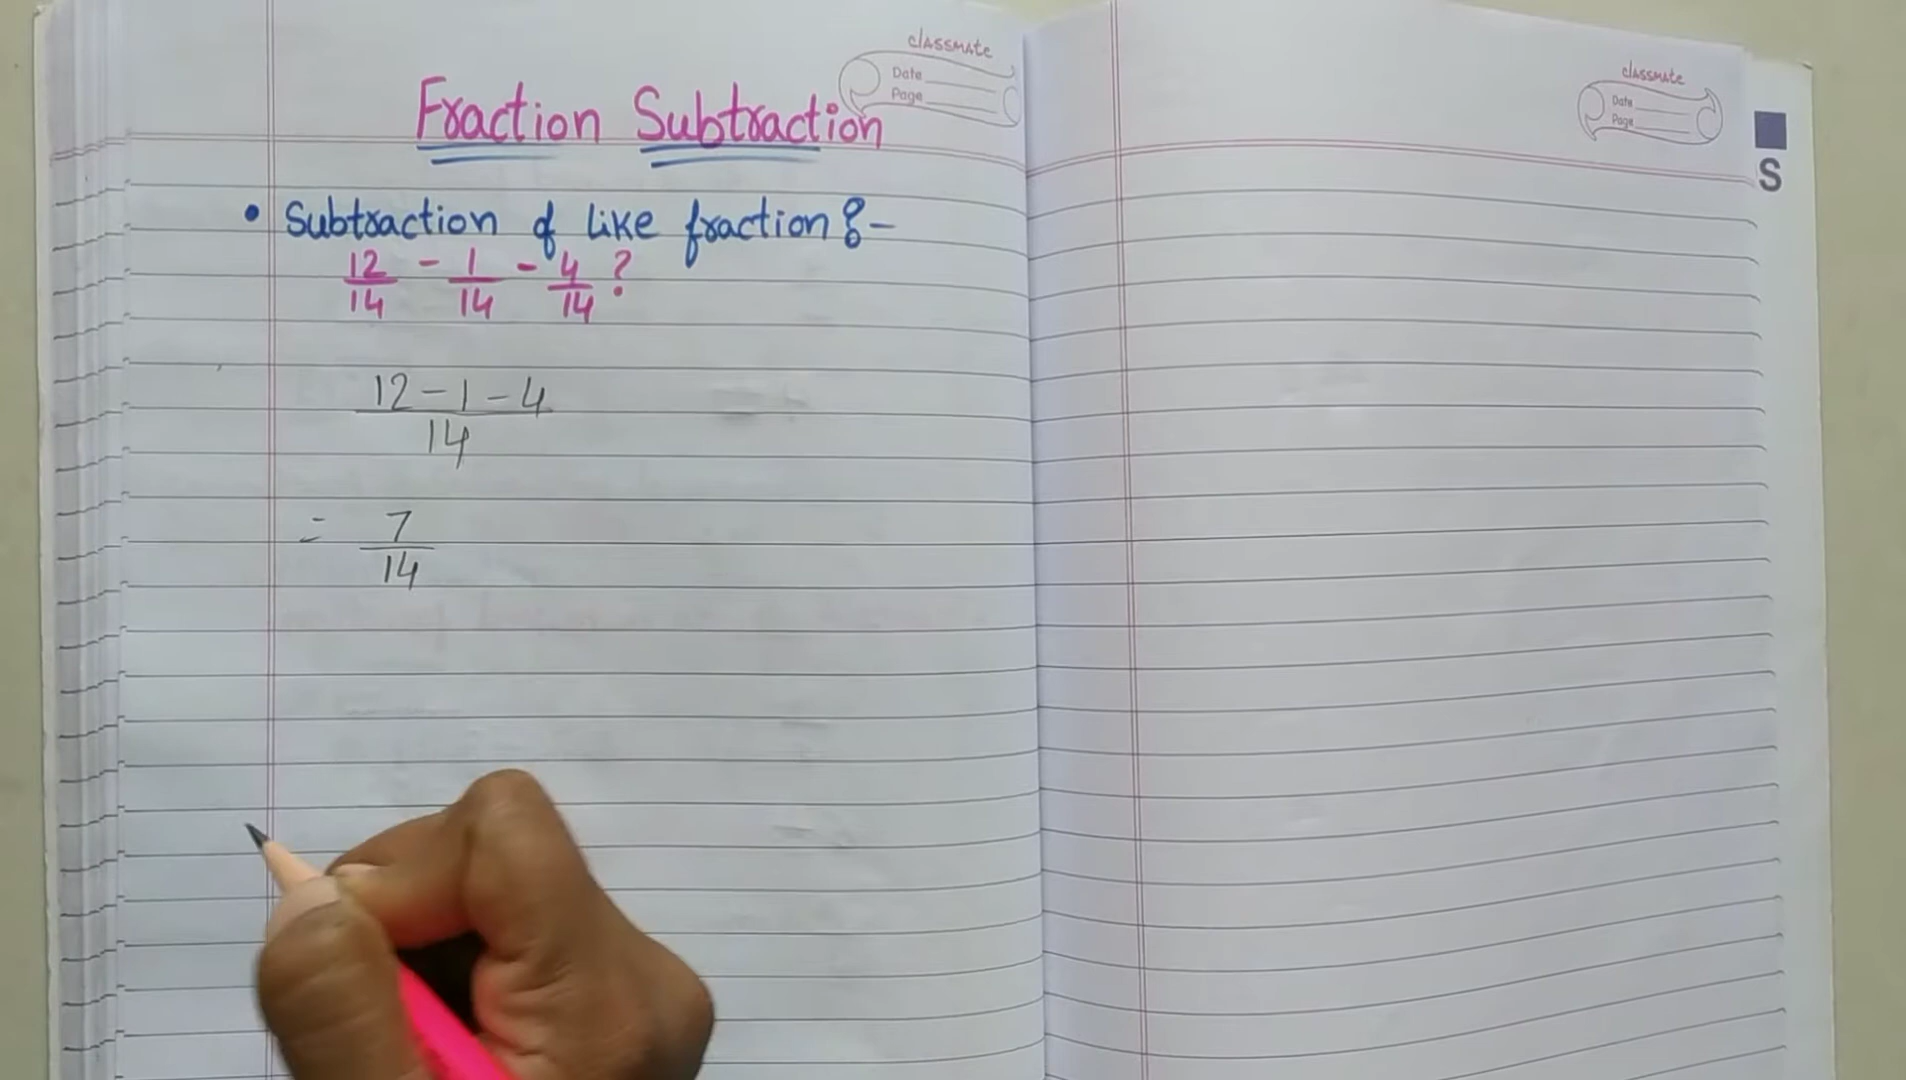 classmate
Date
Page
Fraction Subtraction
• Subtraction of like fraction :-
12/14 - 1/14 - 4/14 ?
12 - 1 - 4
14
= 7/14
classmate
Date
Page
S